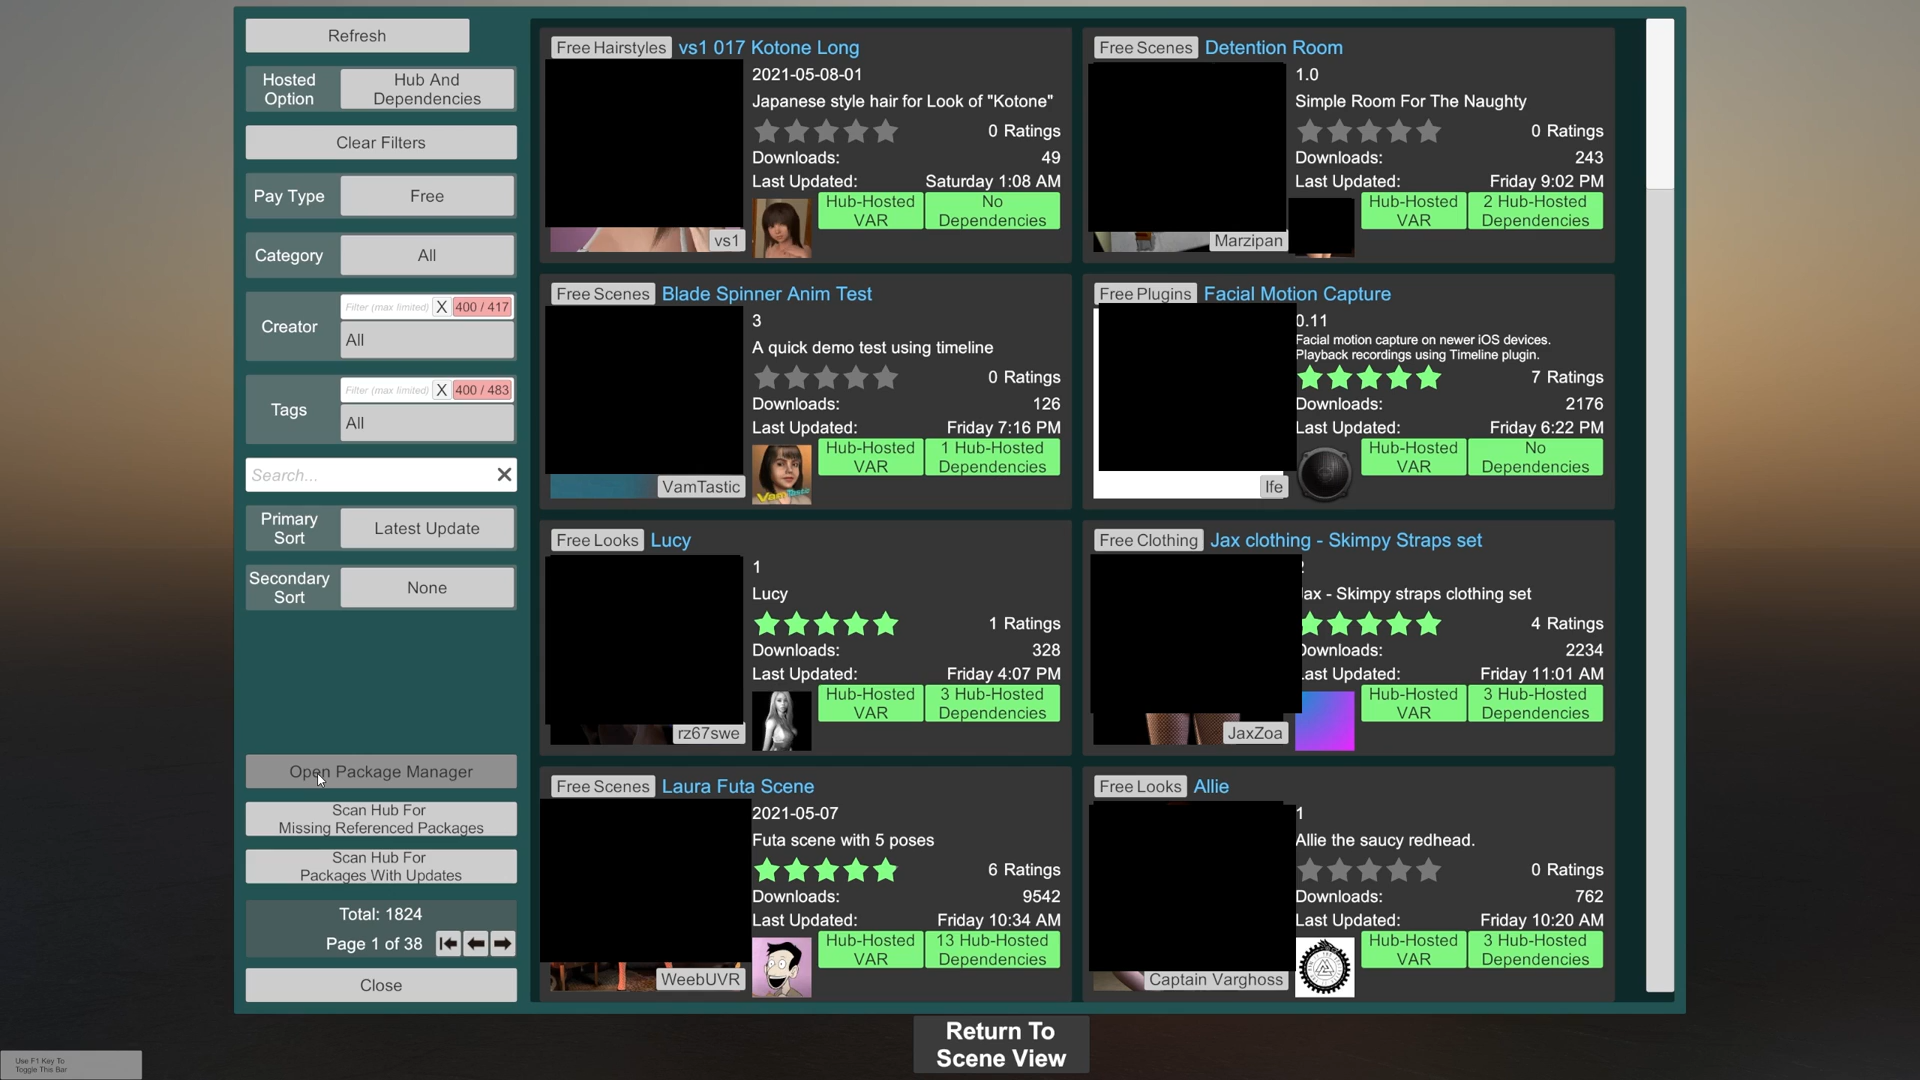 Refresh
Hosted
Option
Hub And
Dependencies
Clear Filters
Pay Type
Free
Category
All
Creator
Filter (max limited)
X
400 / 417
All
Tags
Filter (max limited)
X
400 / 483
All
Search...
Primary
Sort
Latest Update
Secondary
Sort
None
Open Package Manager
Scan Hub For
Missing Referenced Packages
Scan Hub For
Packages With Updates
Total: 1824
Page 1 of 38
Close
Free Hairstyles vs1 017 Kotone Long
2021-05-08-01
Japanese style hair for Look of "Kotone"
0 Ratings
Downloads: 49
Last Updated: Saturday 1:08 AM
Hub-Hosted
VAR
No
Dependencies
vs1
Free Scenes Detention Room
1.0
Simple Room For The Naughty
0 Ratings
Downloads: 243
Last Updated: Friday 9:02 PM
Hub-Hosted
VAR
2 Hub-Hosted
Dependencies
Marzipan
Free Scenes Blade Spinner Anim Test
3
A quick demo test using timeline
0 Ratings
Downloads: 126
Last Updated: Friday 7:16 PM
Hub-Hosted
VAR
1 Hub-Hosted
Dependencies
VamTastic
Free Plugins Facial Motion Capture
0.11
Facial motion capture on newer iOS devices.
Playback recordings using Timeline plugin.
7 Ratings
Downloads: 2176
Last Updated: Friday 6:22 PM
Hub-Hosted
VAR
No
Dependencies
Free Looks Lucy
1
Lucy
1 Ratings
Downloads: 328
Last Updated: Friday 4:07 PM
Hub-Hosted
VAR
3 Hub-Hosted
Dependencies
rz67swe
Free Clothing Jax clothing - Skimpy Straps set
Jax - Skimpy straps clothing set
4 Ratings
Downloads: 2234
Last Updated: Friday 11:01 AM
Hub-Hosted
VAR
3 Hub-Hosted
Dependencies
JaxZoa
Free Scenes Laura Futa Scene
2021-05-07
Futa scene with 5 poses
6 Ratings
Downloads: 9542
Last Updated: Friday 10:34 AM
Hub-Hosted
VAR
13 Hub-Hosted
Dependencies
WeebUVR
Free Looks Allie
1
Allie the saucy redhead.
0 Ratings
Downloads: 762
Last Updated: Friday 10:20 AM
Hub-Hosted
VAR
3 Hub-Hosted
Dependencies
Captain Varghoss
Return To
Scene View
Use F1 Key To
Toggle This Bar